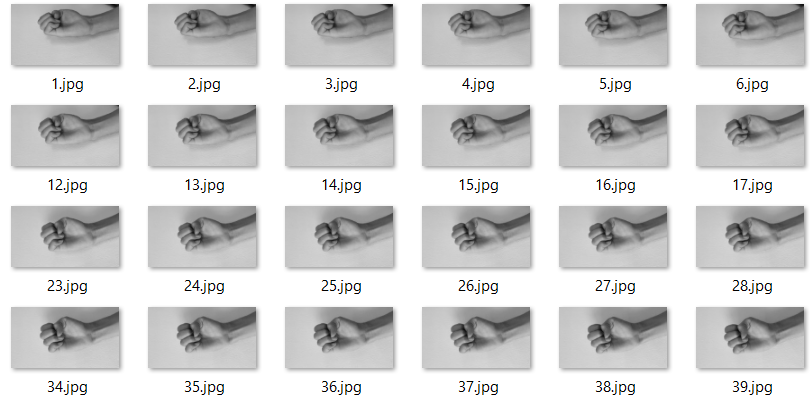 1.jpg 2.jpg 3.jpg 4.jpg 5.jpg 6.jpg
12.jpg 13.jpg 14.jpg 15.jpg 16.jpg 17.jpg
23.jpg 24.jpg 25.jpg 26.jpg 27.jpg 28.jpg
34.jpg 35.jpg 36.jpg 37.jpg 38.jpg 39.jpg